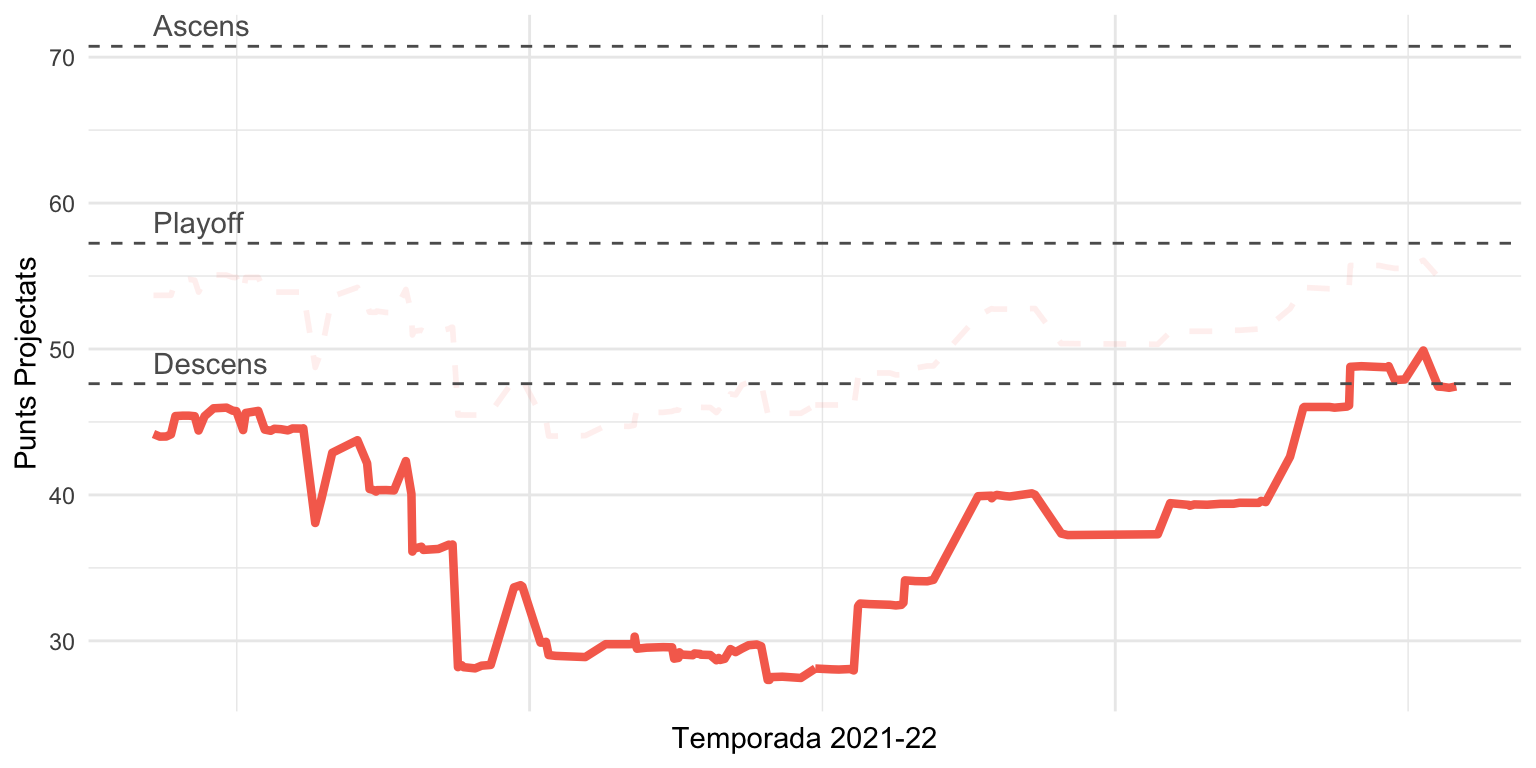 Ascens
70
60
Playoff
50
Descens
40
30
Punts Projectats
Temporada 2021-22